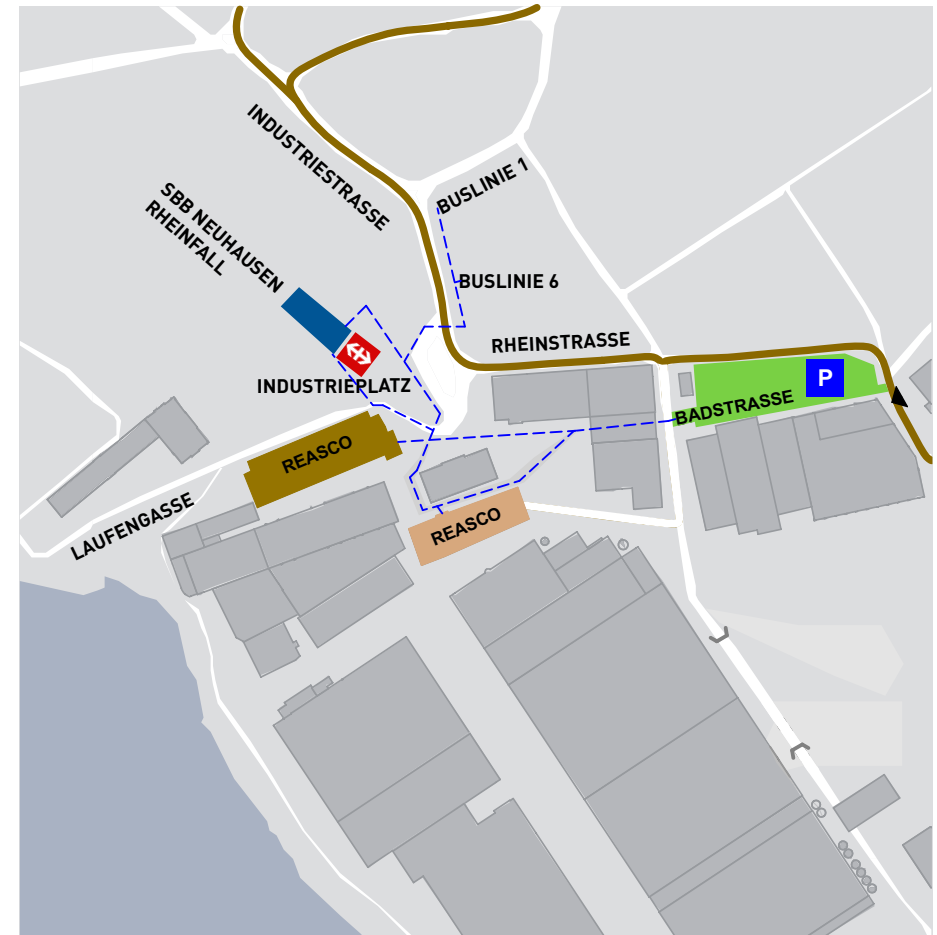 INDUSTRIESTRASSE
BUSLINIE 1
SBB NEUHAUSEN
RHEINFALL
BUSLINIE 6
RHEINSTRASSE
INDUSTRIEPLATZ
P
BADSTRASSE
REASCO
LAUFENGASSE
REASCO